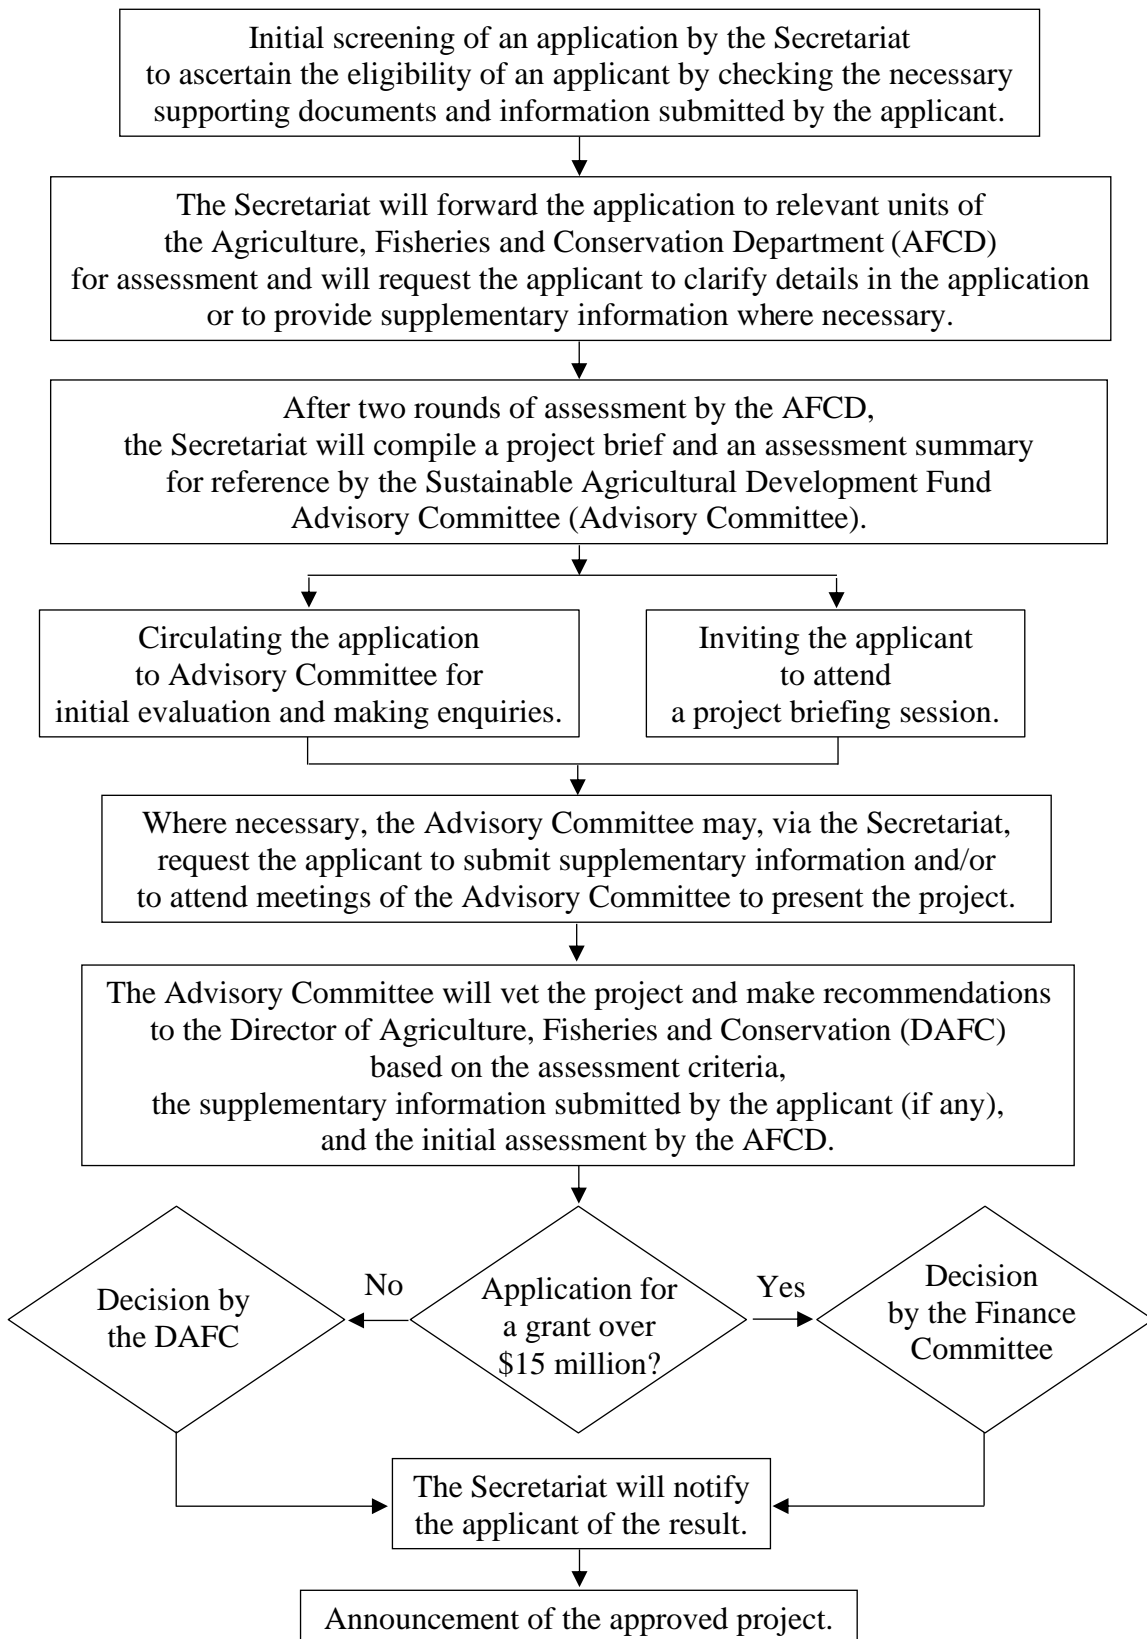 Initial screening of an application by the Secretariat
to ascertain the eligibility of an applicant by checking the necessary
supporting documents and information submitted by the applicant.
The Secretariat will forward the application to relevant units of
the Agriculture, Fisheries and Conservation Department (AFCD)
for assessment and will request the applicant to clarify details in the application
or to provide supplementary information where necessary.
After two rounds of assessment by the AFCD,
the Secretariat will compile a project brief and an assessment summary
for reference by the Sustainable Agricultural Development Fund
Advisory Committee (Advisory Committee).
Circulating the application
to Advisory Committee for
initial evaluation and making enquiries.
Inviting the applicant
to attend
a project briefing session.
Where necessary, the Advisory Committee may, via the Secretariat,
request the applicant to submit supplementary information and/or
to attend meetings of the Advisory Committee to present the project.
The Advisory Committee will vet the project and make recommendations
to the Director of Agriculture, Fisheries and Conservation (DAFC)
based on the assessment criteria,
the supplementary information submitted by the applicant (if any),
and the initial assessment by the AFCD.
Decision by
the DAFC
No
Application for
a grant over
$15 million?
Yes
Decision
by the Finance
Committee
The Secretariat will notify
the applicant of the result.
Announcement of the approved project.